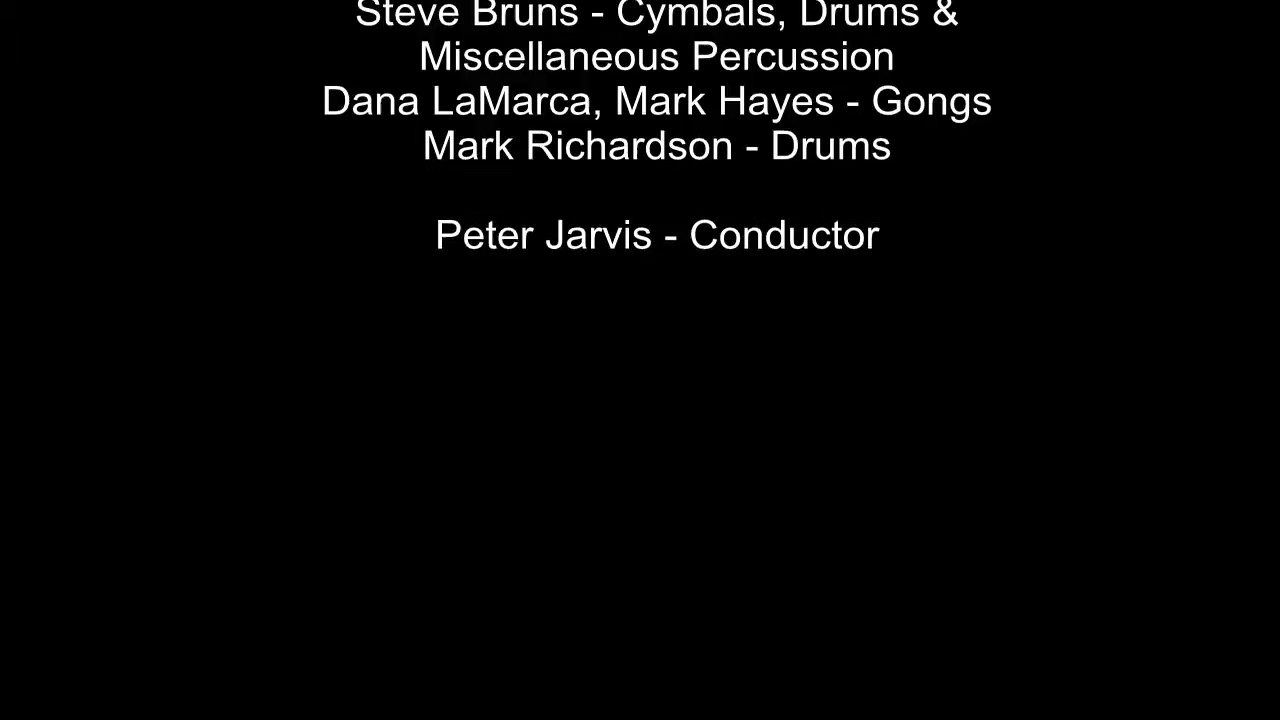 Steve Bruns - Cymbals, Drums &
Miscellaneous Percussion
Dana LaMarca, Mark Hayes - Gongs
Mark Richardson - Drums
Peter Jarvis - Conductor